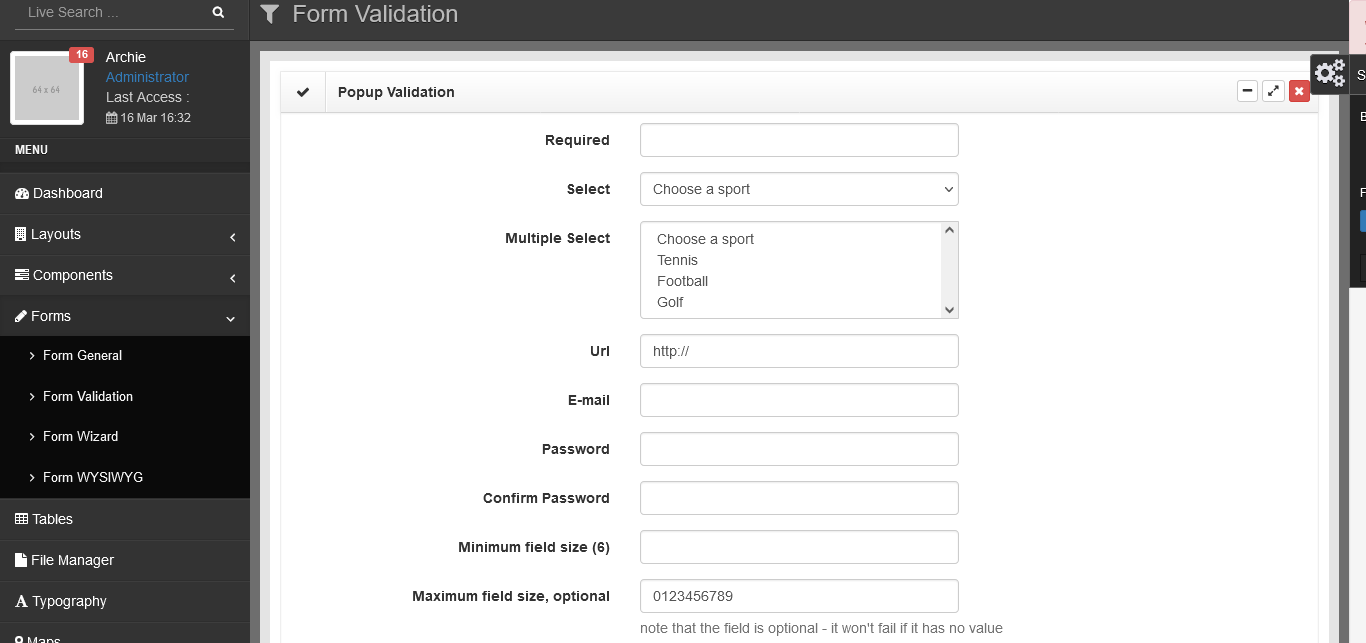 Live Search ...
Form Validation
16
64 x 64
Archie
Administrator
Last Access :
16 Mar 16:32
MENU
Dashboard
Layouts
Components
Forms
Form General
Form Validation
Form Wizard
Form WYSIWYG
Tables
File Manager
Typography
Maps
Popup Validation
Required
Select Choose a sport
Multiple Select Choose a sport
Tennis
Football
Golf
Url http://
E-mail
Password
Confirm Password
Minimum field size (6)
Maximum field size, optional 0123456789
note that the field is optional - it won't fail if it has no value